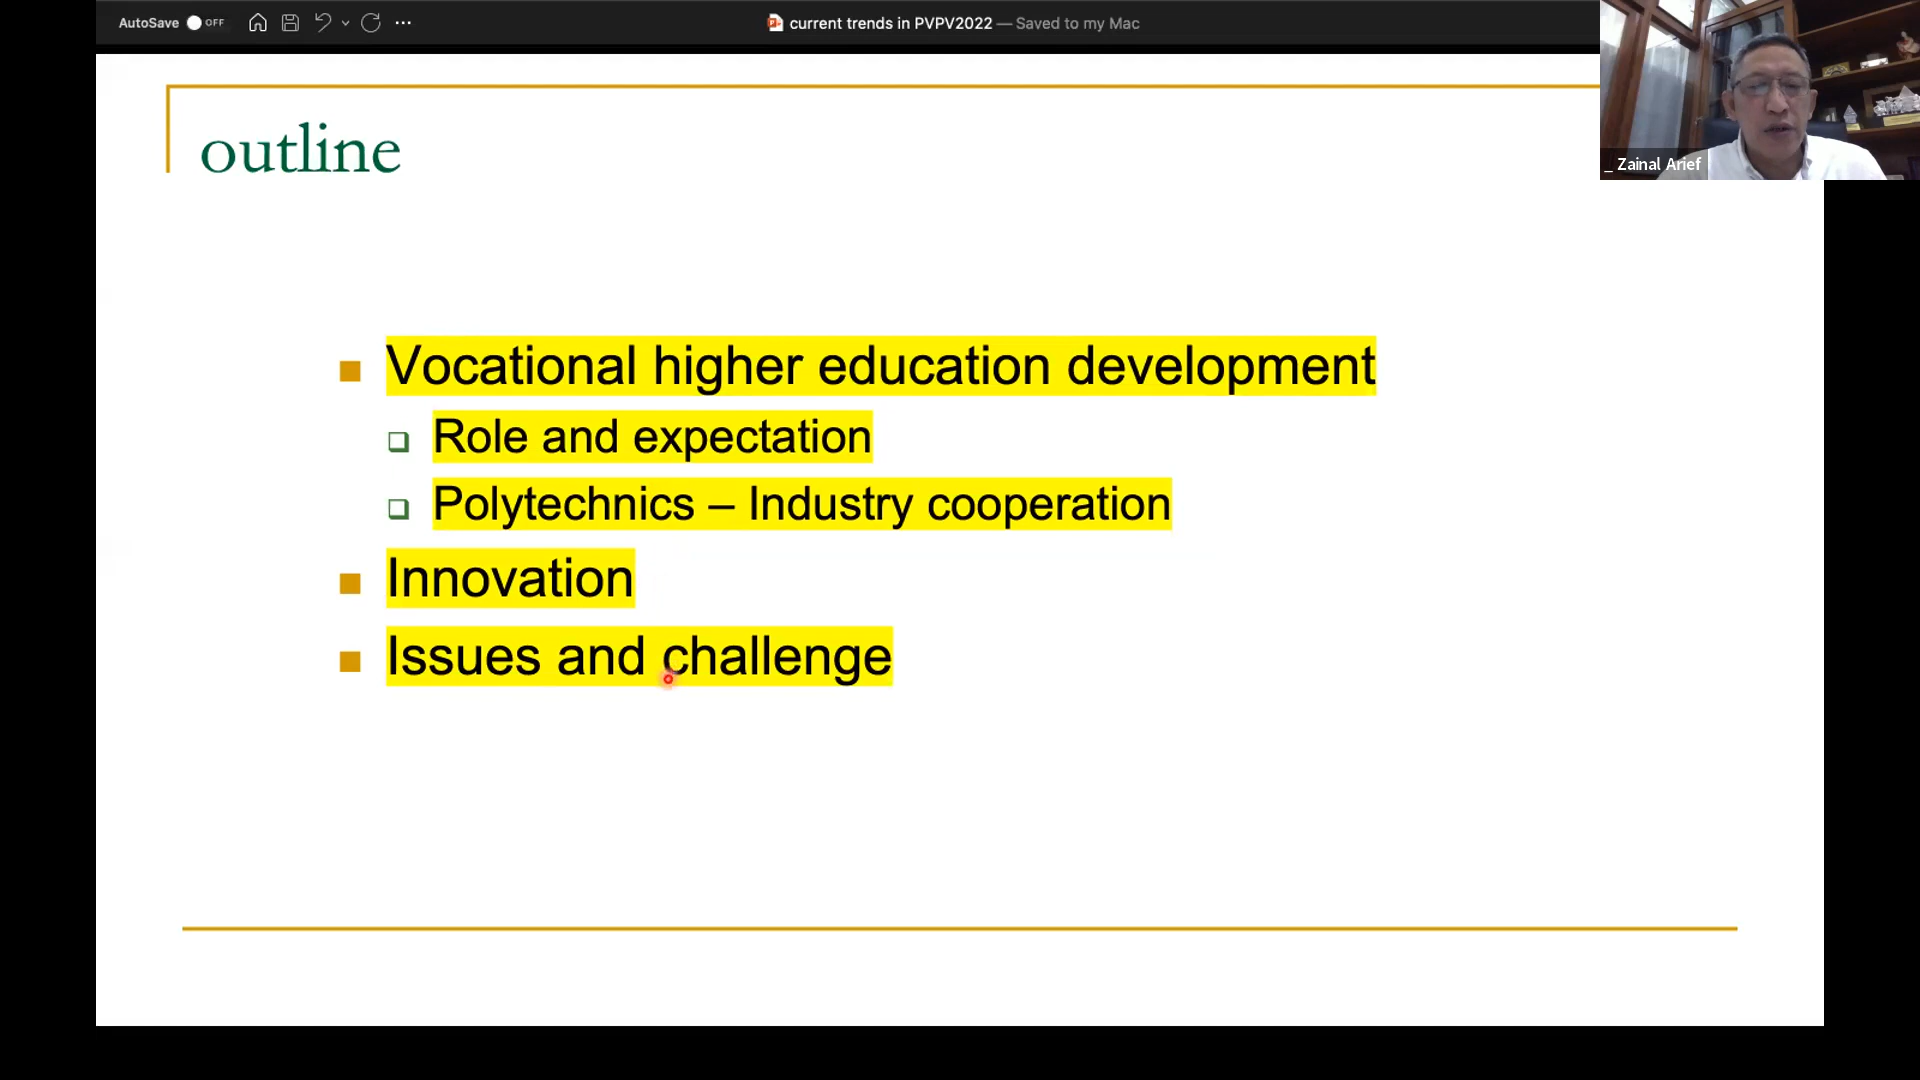 AutoSave OFF
current trends in PVPV2022 — Saved to my Mac
_ Zainal Arief
outline
Vocational higher education development
Role and expectation
Polytechnics – Industry cooperation
Innovation
Issues and challenge